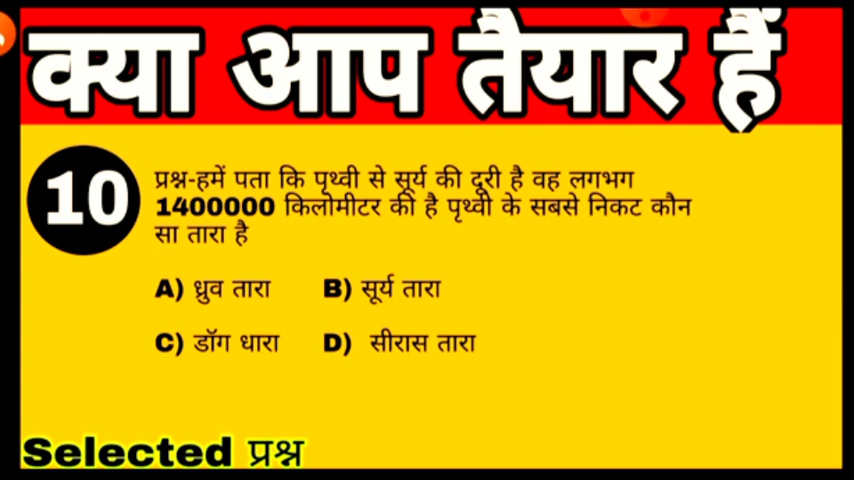 क्या आप तैयार हैं
10
प्रश्न-हमें पता कि पृथ्वी से सूर्य की दूरी है वह लगभग
1400000 किलोमीटर की है पृथ्वी के सबसे निकट कौन
सा तारा है
A) ध्रुव तारा B) सूर्य तारा
C) डॉग धारा D) सीरास तारा
Selected प्रश्न